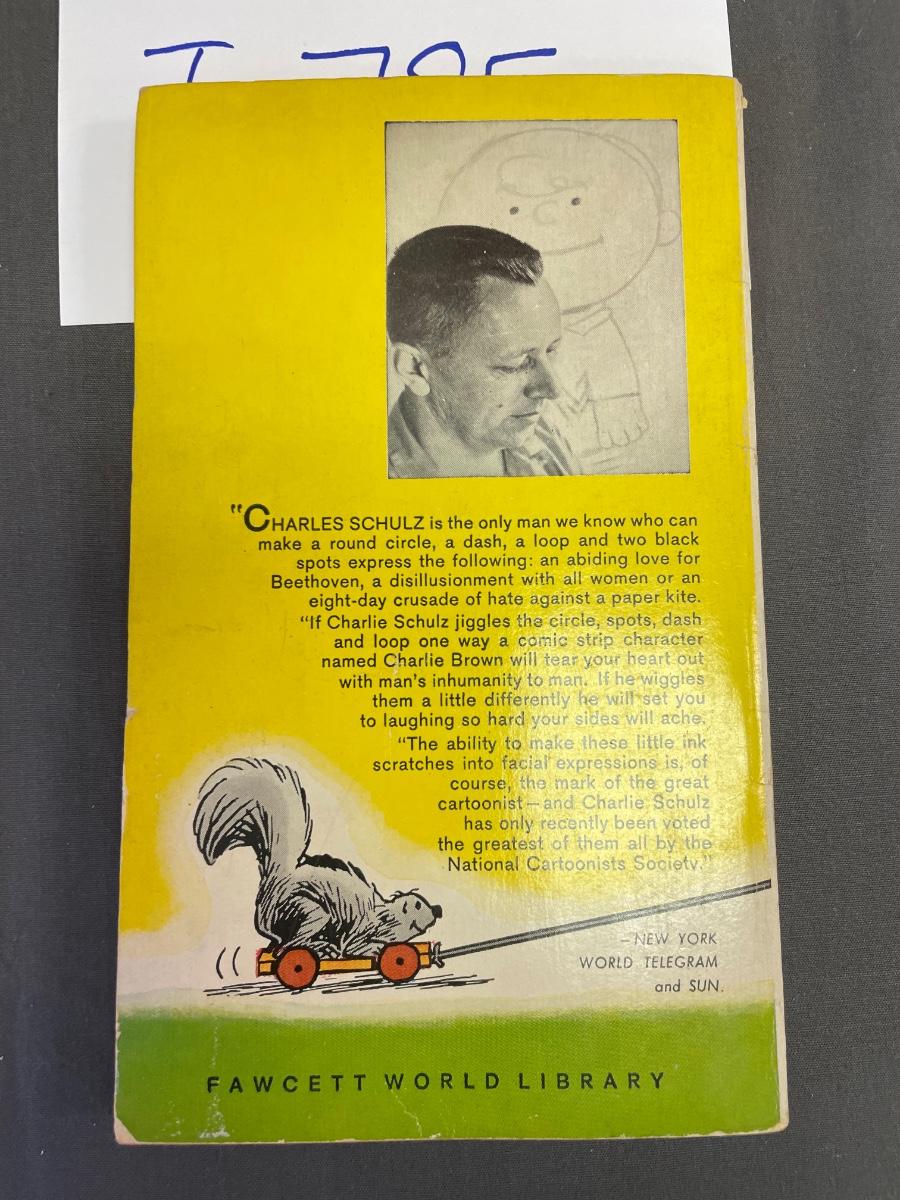 "CHARLES SCHULZ is the only man we know who can
make a round circle, a dash, a loop and two black
spots express the following: an abiding love for
Beethoven, a disillusionment with all women or an
eight-day crusade of hate against a paper kite.
"If Charlie Schulz jiggles the circle, spots, dash
and loop one way a comic strip character
named Charlie Brown will tear your heart out
with man's inhumanity to man. If he wiggles
them a little differently he will set you
to laughing so hard your sides will ache.
"The ability to make these little ink
scratches into facial expressions is, of
course, the mark of the great
cartoonist—and Charlie Schulz
has only recently been voted
the greatest of them all by the
National Cartoonists Society."
—NEW YORK
WORLD TELEGRAM
and SUN.
FAWCETT WORLD LIBRARY